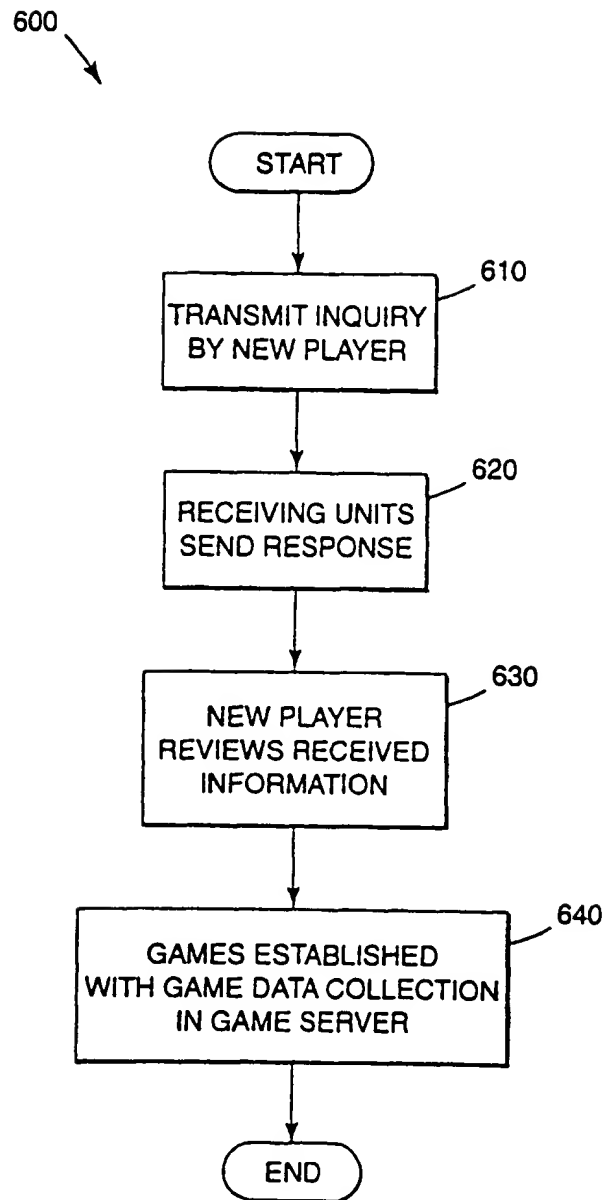 600
START
610
TRANSMIT INQUIRY
BY NEW PLAYER
620
RECEIVING UNITS
SEND RESPONSE
630
NEW PLAYER
REVIEWS RECEIVED
INFORMATION
640
GAMES ESTABLISHED
WITH GAME DATA COLLECTION
IN GAME SERVER
END